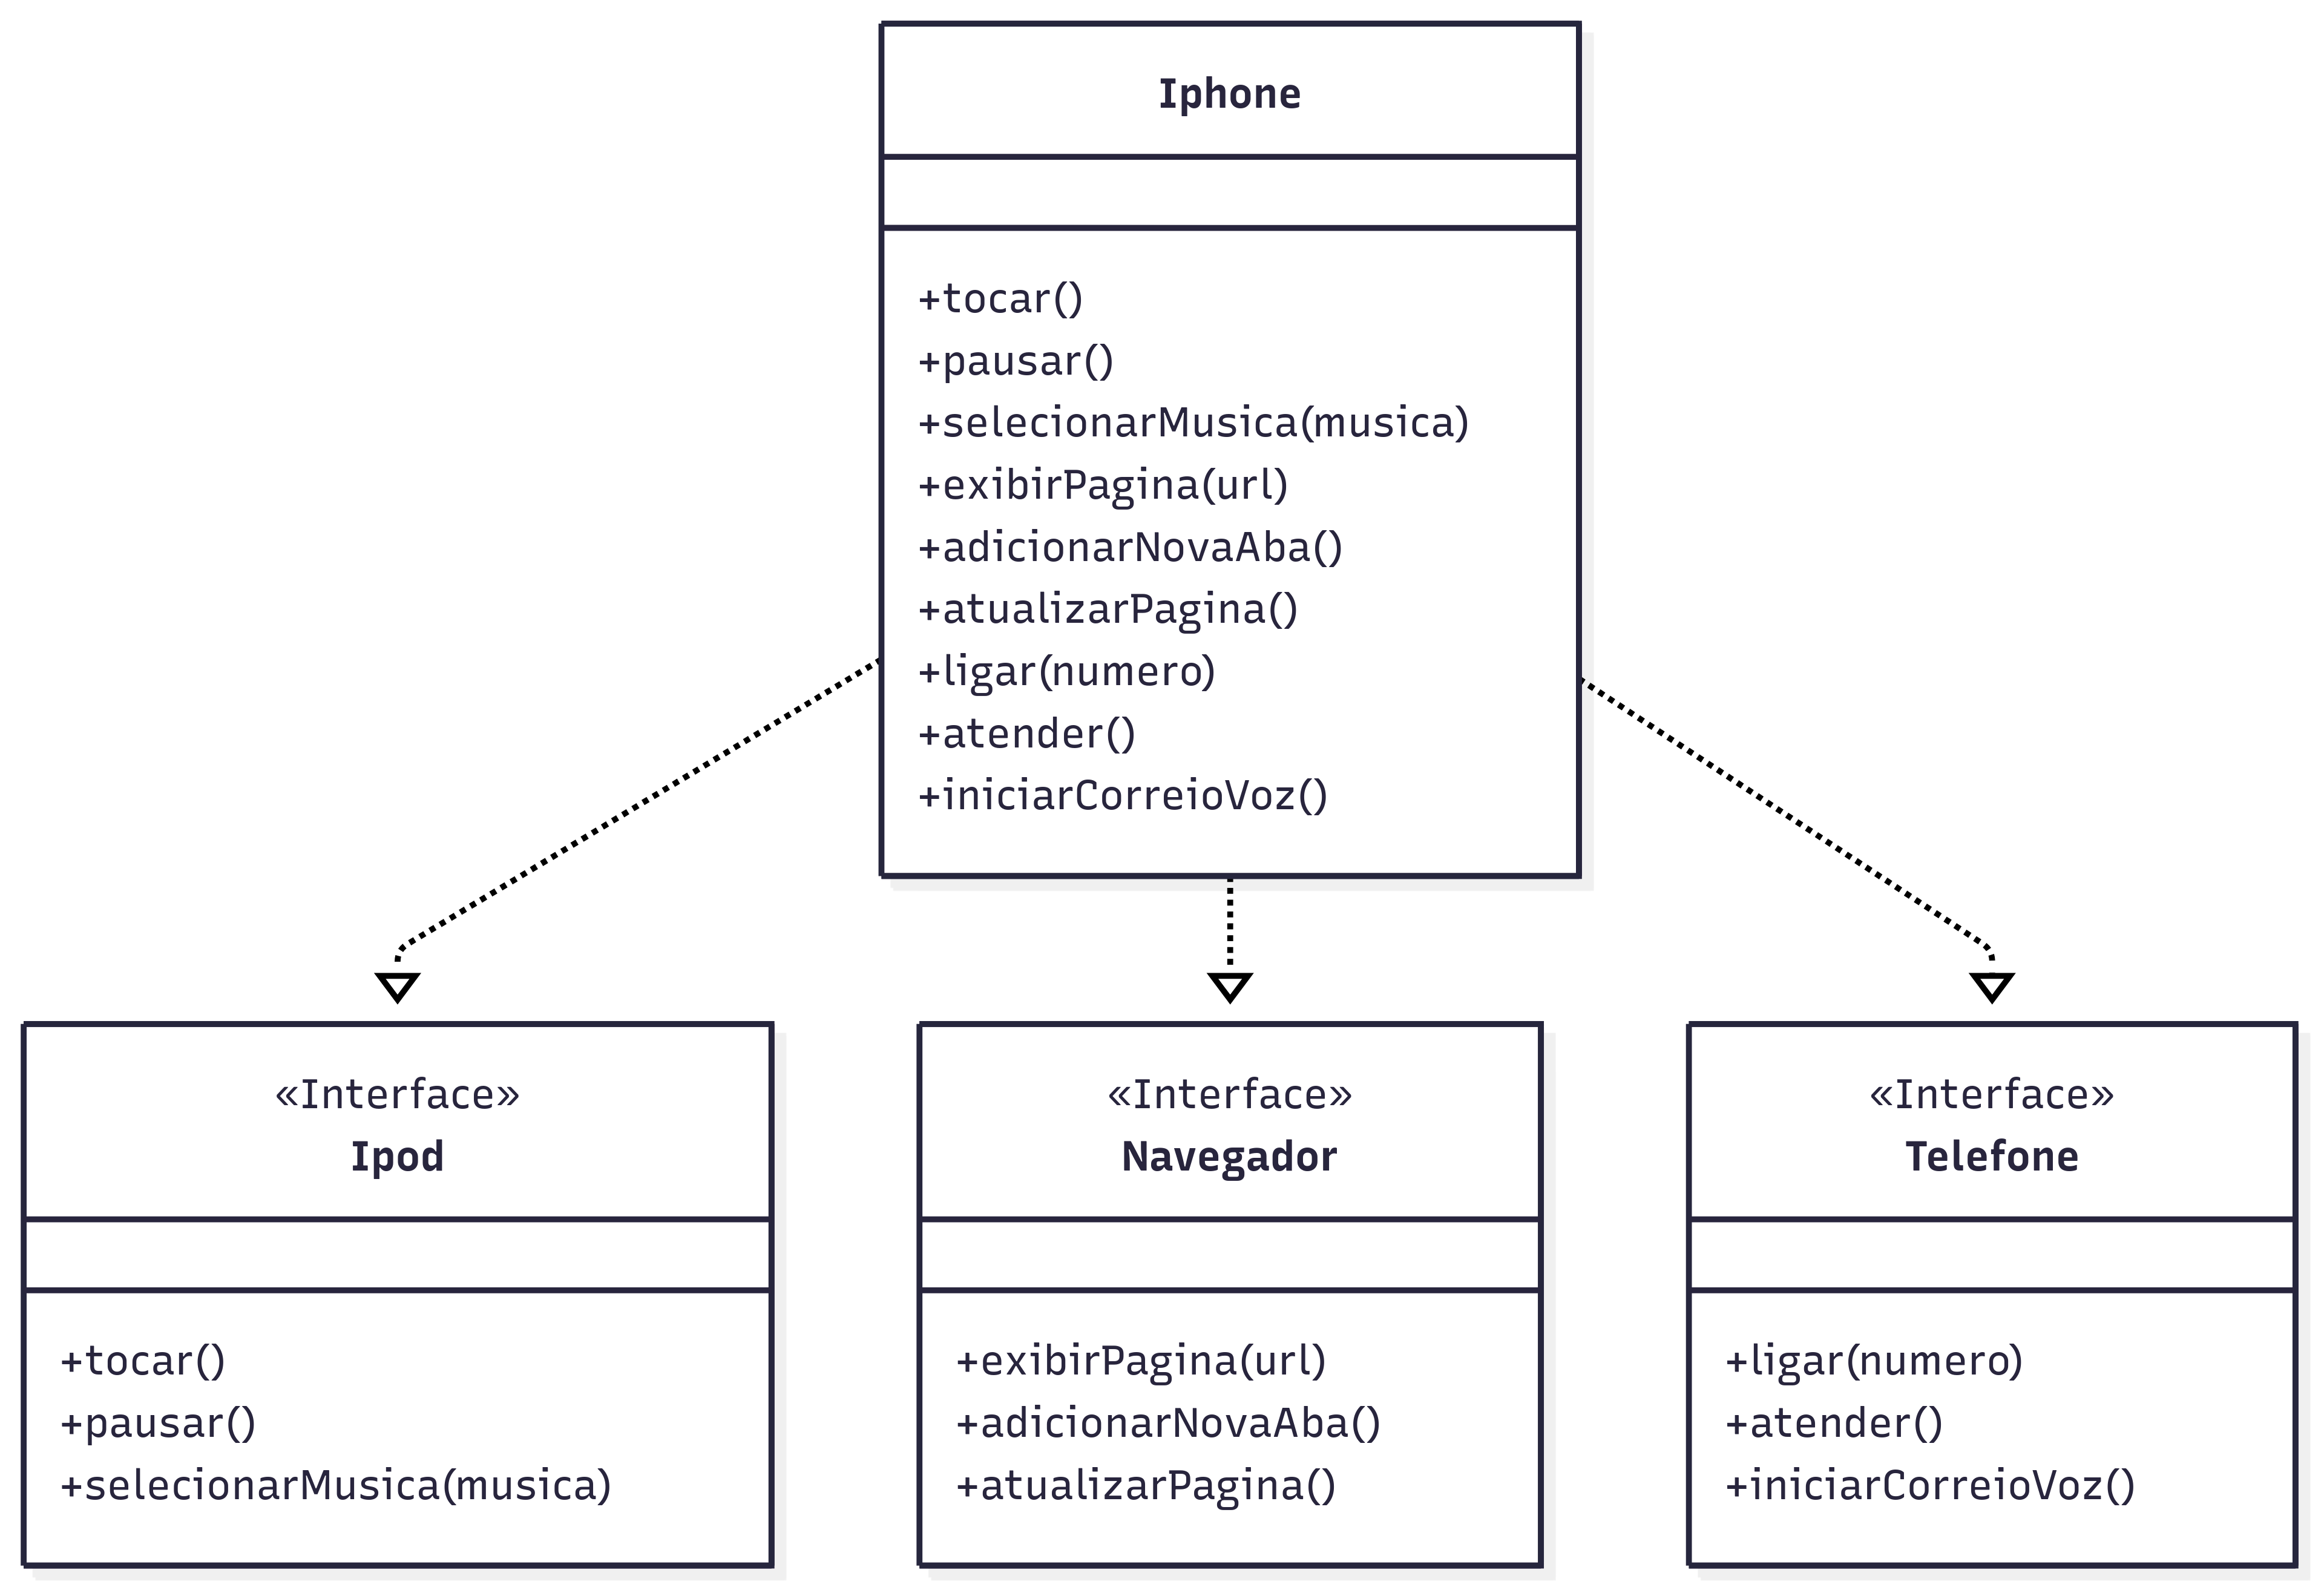 Iphone
+tocar()
+pausar()
+selecionarMusica(musica)
+exibirPagina(url)
+adicionarNovaAba()
+atualizarPagina()
+ligar(numero)
+atender()
+iniciarCorreioVoz()
«Interface»
Ipod
+tocar()
+pausar()
+selecionarMusica(musica)
«Interface»
Navegador
+exibirPagina(url)
+adicionarNovaAba()
+atualizarPagina()
«Interface»
Telefone
+ligar(numero)
+atender()
+iniciarCorreioVoz()